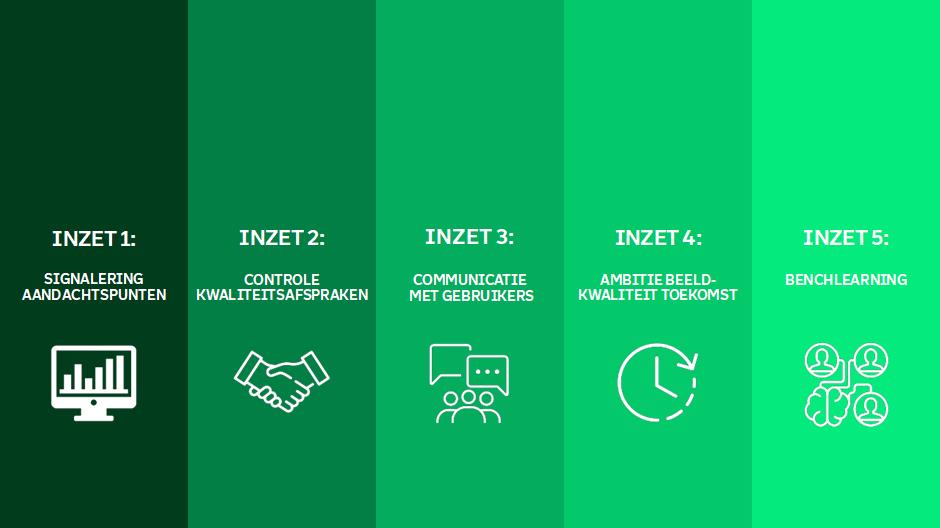 INZET 1:
SIGNALERING
AANDACHTSPUNTEN
INZET 2:
CONTROLE
KWALITEITSAFSPRAKEN
INZET 3:
COMMUNICATIE
MET GEBRUIKERS
INZET 4:
AMBITIE BEELD-
KWALITEIT TOEKOMST
INZET 5:
BENCHLEARNING